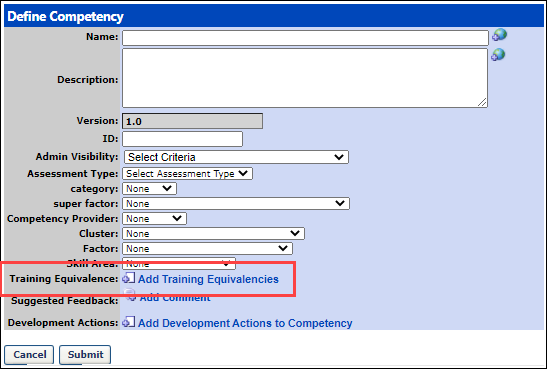 Define Competency
Name:
Description:
Version: 1.0
ID:
Admin Visibility: Select Criteria
Assessment Type: Select Assessment Type
category: None
super factor: None
Competency Provider: None
Cluster: None
Factor: None
Skill Area: None
Training Equivalence: Add Training Equivalencies
Suggested Feedback: Add Comment
Development Actions: Add Development Actions to Competency
Cancel Submit